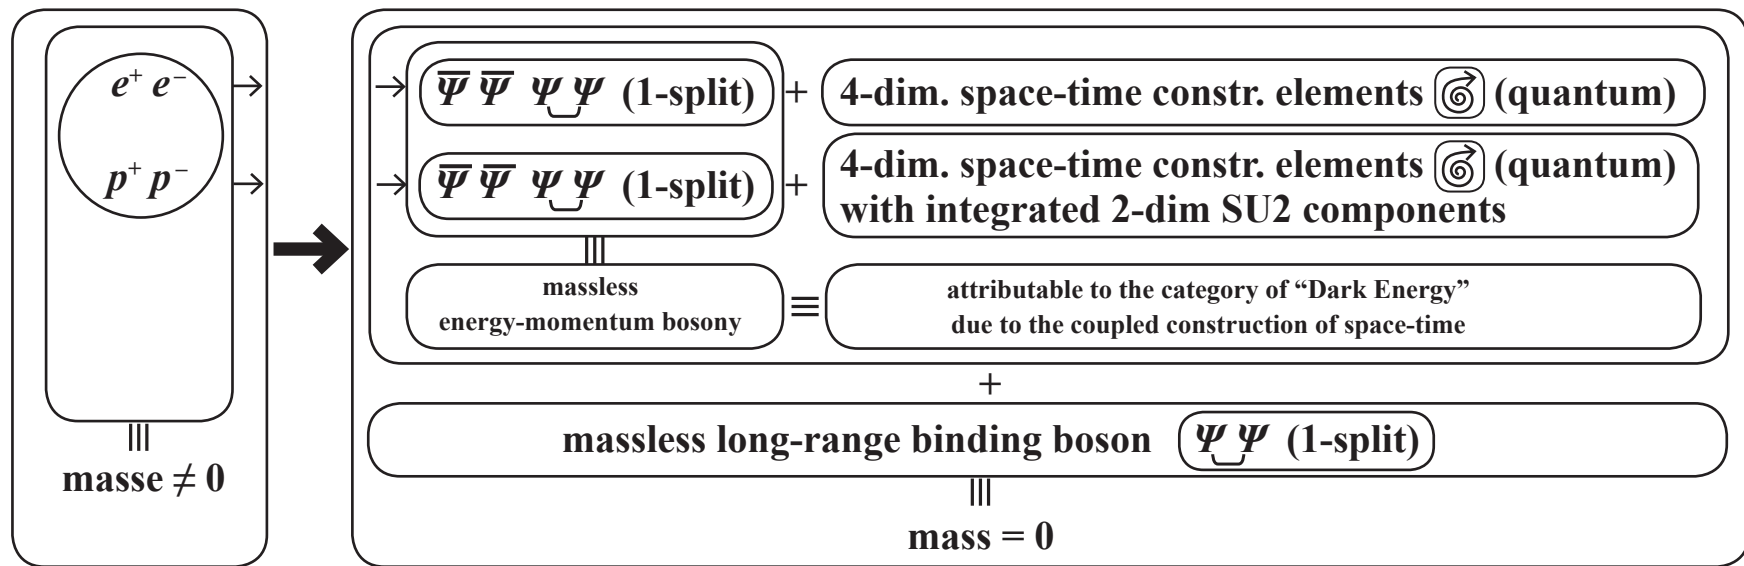 e⁺ e⁻
p⁺ p⁻
masse ≠ 0
Ψ̅ Ψ̅ Ψ Ψ (1-split) + 4-dim. space-time constr. elements (quantum)
Ψ̅ Ψ̅ Ψ Ψ (1-split) + 4-dim. space-time constr. elements (quantum)
with integrated 2-dim SU2 components
massless
energy-momentum bosony
≡
attributable to the category of “Dark Energy”
due to the coupled construction of space-time
+
massless long-range binding boson Ψ Ψ (1-split)
mass = 0